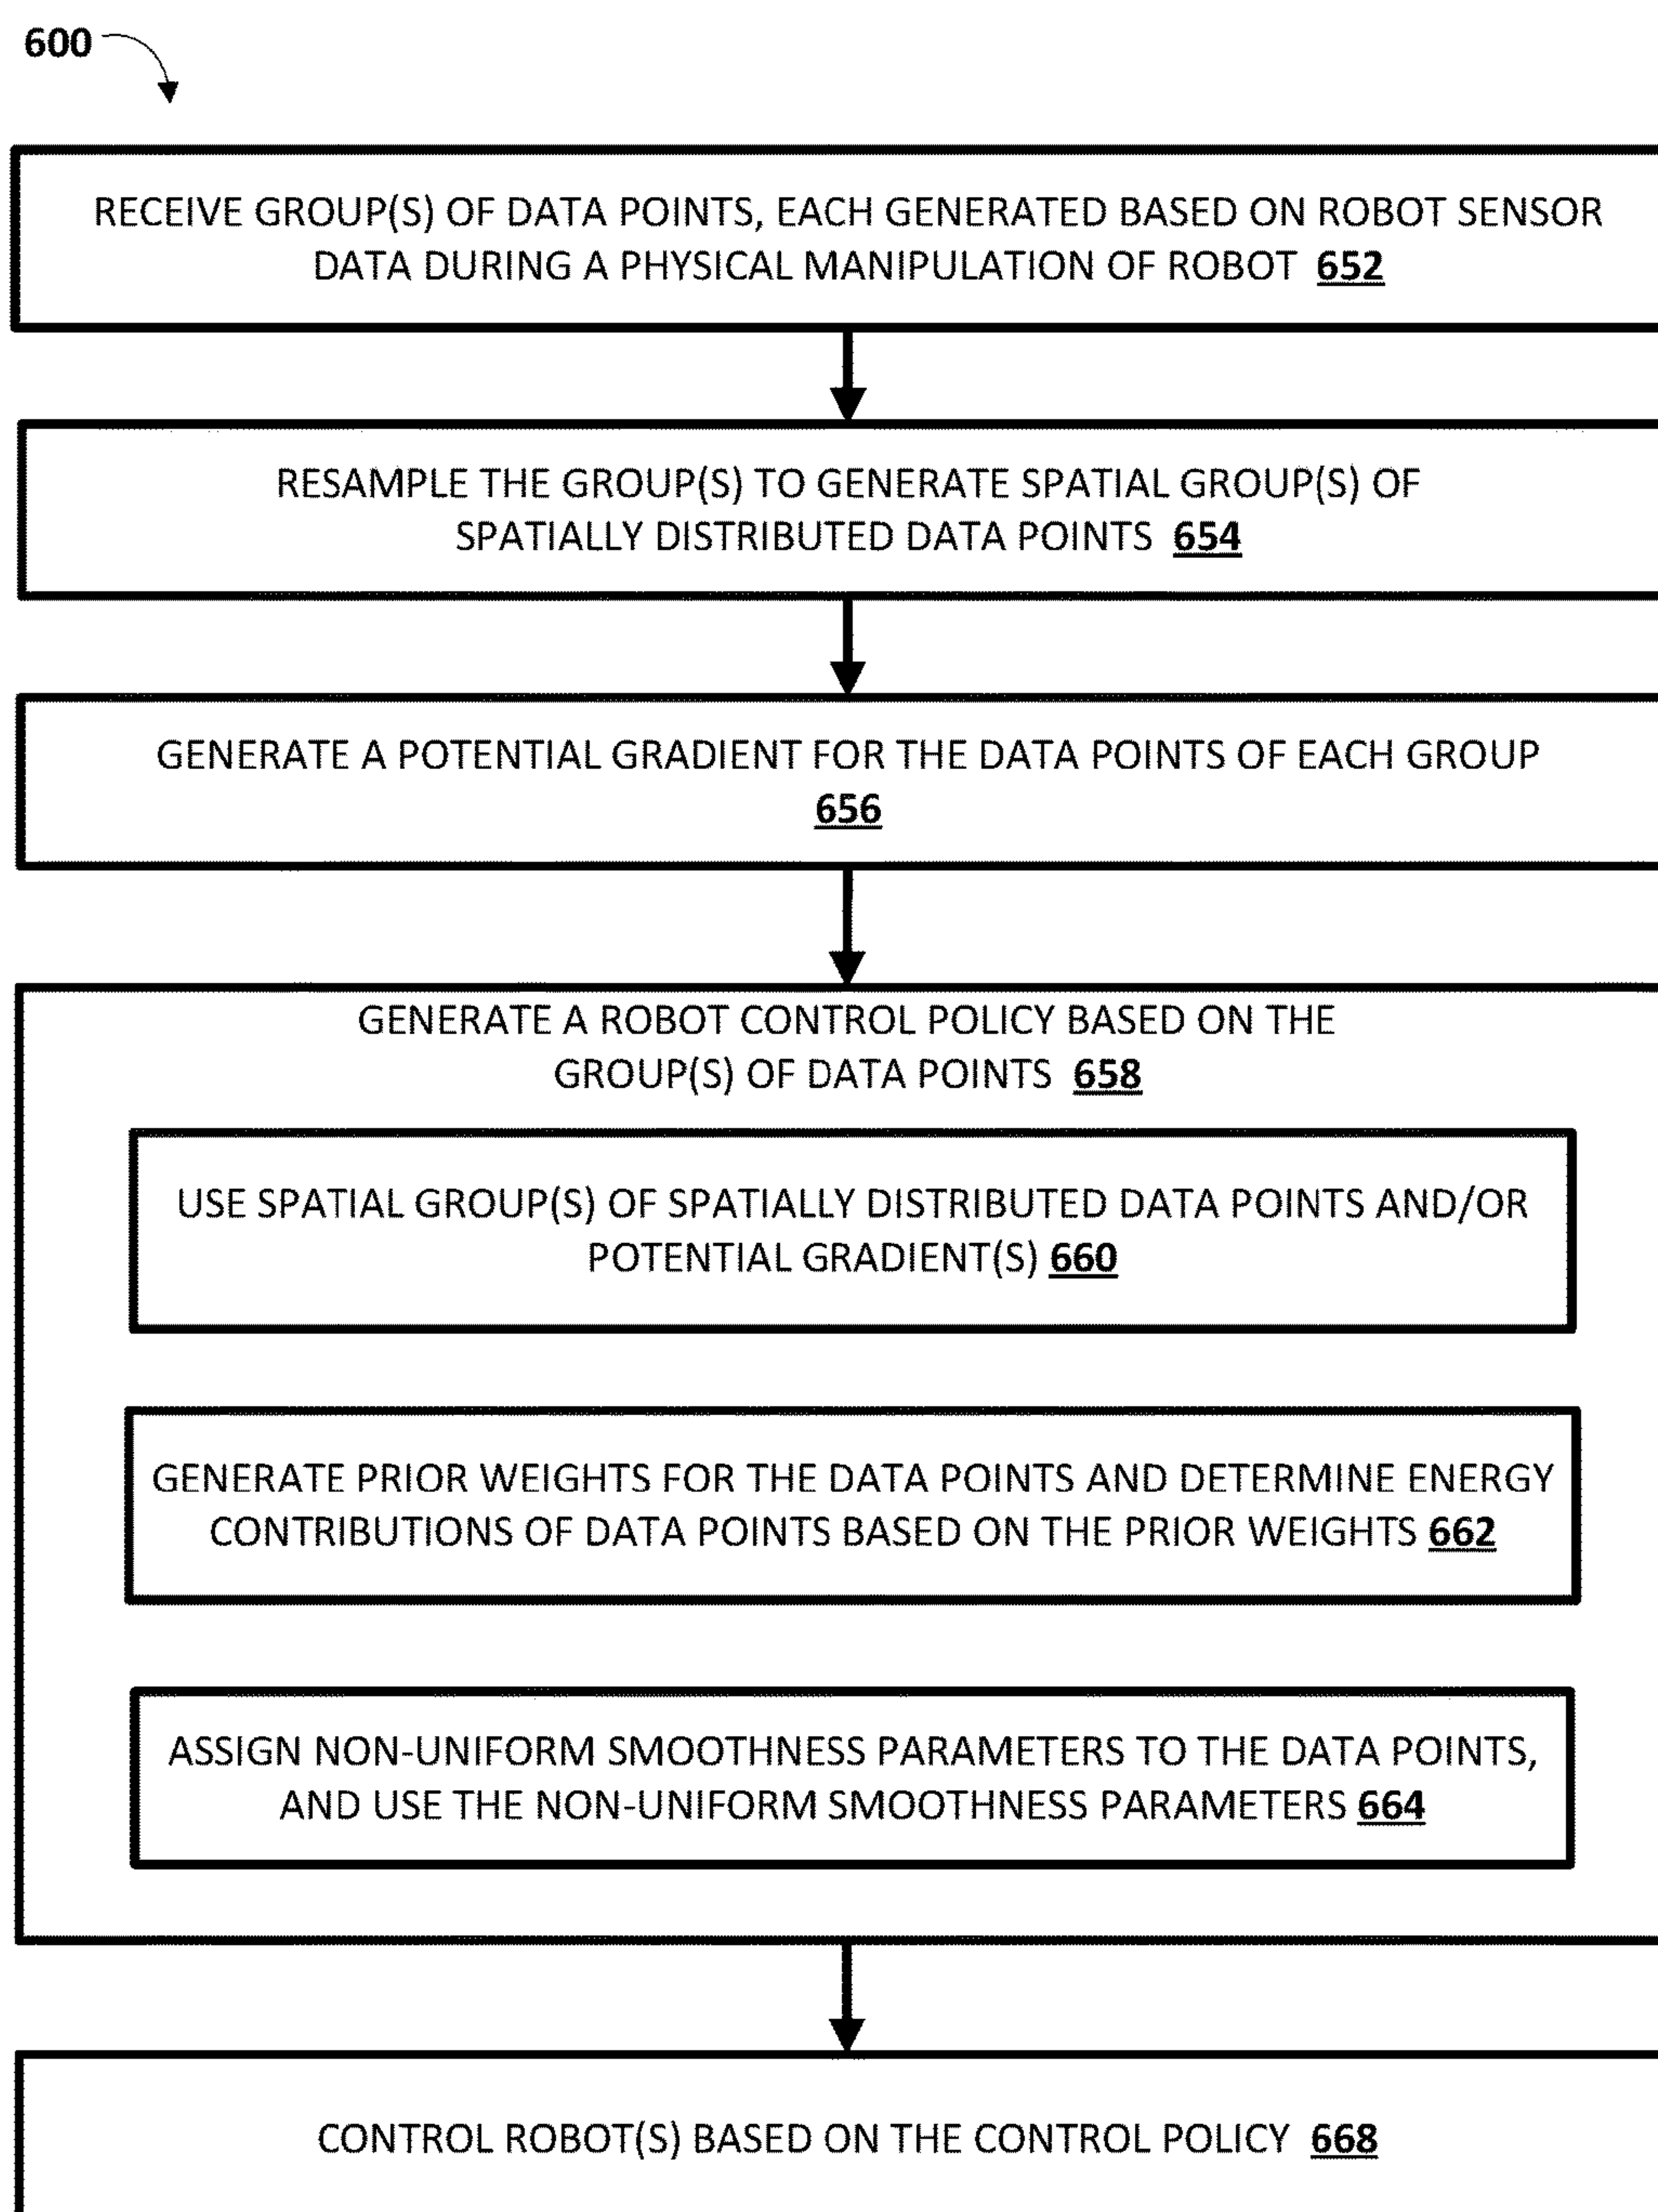 600
RECEIVE GROUP(S) OF DATA POINTS, EACH GENERATED BASED ON ROBOT SENSOR
DATA DURING A PHYSICAL MANIPULATION OF ROBOT 652
RESAMPLE THE GROUP(S) TO GENERATE SPATIAL GROUP(S) OF
SPATIALLY DISTRIBUTED DATA POINTS 654
GENERATE A POTENTIAL GRADIENT FOR THE DATA POINTS OF EACH GROUP
656
GENERATE A ROBOT CONTROL POLICY BASED ON THE
GROUP(S) OF DATA POINTS 658
USE SPATIAL GROUP(S) OF SPATIALLY DISTRIBUTED DATA POINTS AND/OR
POTENTIAL GRADIENT(S) 660
GENERATE PRIOR WEIGHTS FOR THE DATA POINTS AND DETERMINE ENERGY
CONTRIBUTIONS OF DATA POINTS BASED ON THE PRIOR WEIGHTS 662
ASSIGN NON-UNIFORM SMOOTHNESS PARAMETERS TO THE DATA POINTS,
AND USE THE NON-UNIFORM SMOOTHNESS PARAMETERS 664
CONTROL ROBOT(S) BASED ON THE CONTROL POLICY 668